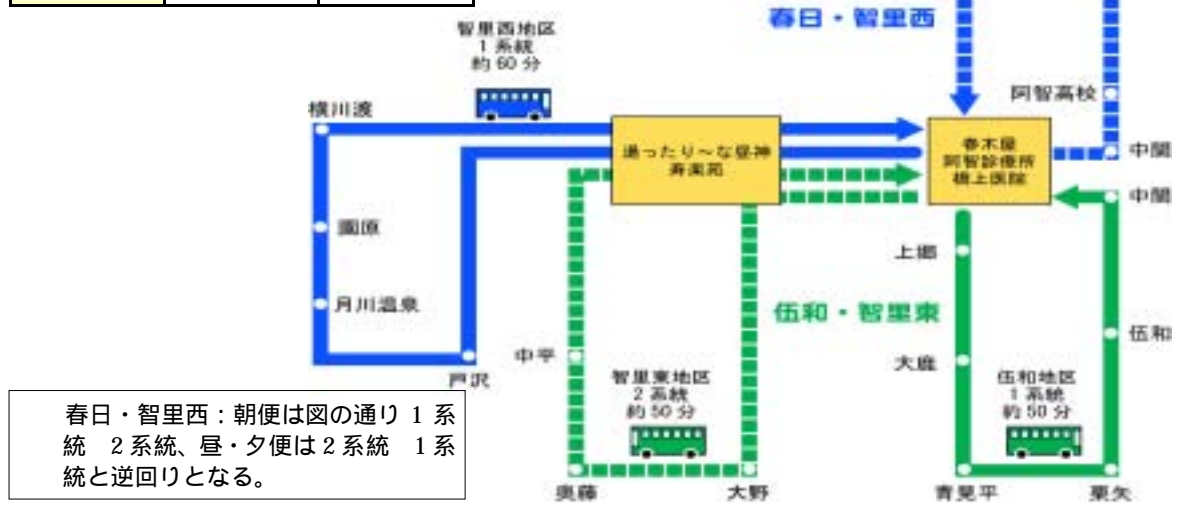 春日・智里西
智里西地区
1系統
約60分
阿智高校
横川渡
湯ったり～な昼神
寿楽苑
春木屋
阿智診療所
橋上医院
中関
中関
園原
上郷
月川温泉
伍和・智里東
伍和
中平
大鹿
戸沢
智里東地区
2系統
約50分
伍和地区
1系統
約50分
春日・智里西：朝便は図の通り 1 系
統　2 系統、昼・夕便は 2 系統　1 系
統と逆回りとなる。
奥藤
大野
青見平
栗矢